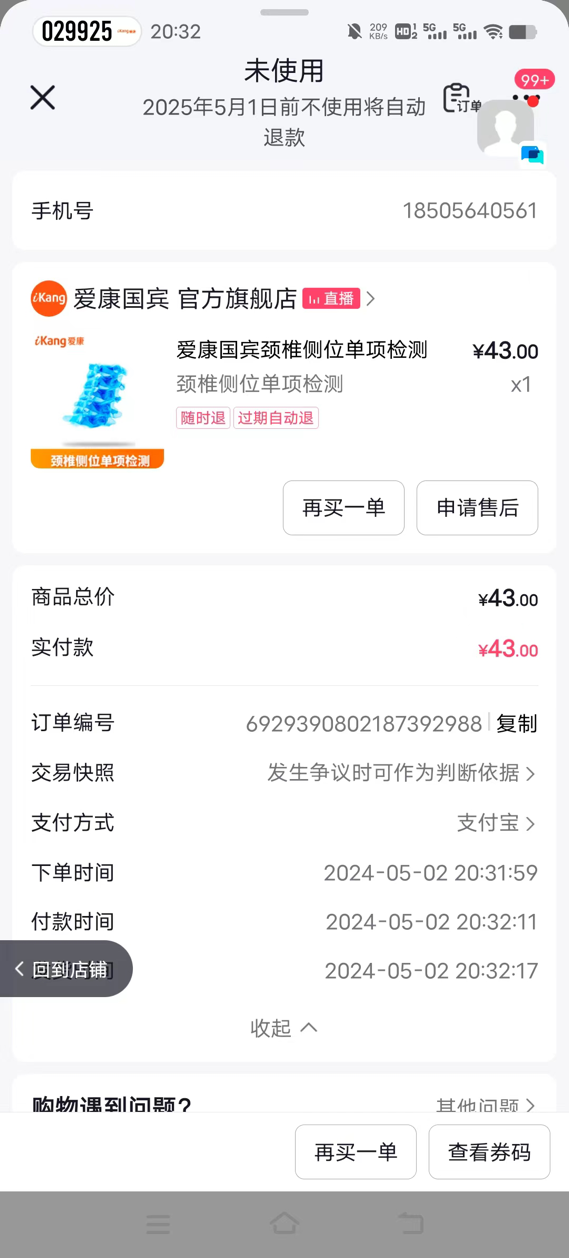 029925 20:32 209 KB/s HD 1 2 5G 5G
未使用
2025年5月1日前不使用将自动
退款
订单
99+
手机号 18505640561
iKang 爱康国宾 官方旗舰店 直播
iKang 爱康
爱康国宾颈椎侧位单项检测 ¥43.00
颈椎侧位单项检测 x1
随时退 过期自动退
颈椎侧位单项检测
再买一单 申请售后
商品总价 ¥43.00
实付款 ¥43.00
订单编号 6929390802187392988 复制
交易快照 发生争议时可作为判断依据
支付方式 支付宝
下单时间 2024-05-02 20:31:59
付款时间 2024-05-02 20:32:11
回到店铺 2024-05-02 20:32:17
收起
购物遇到问题? 其他问题
再买一单 查看券码